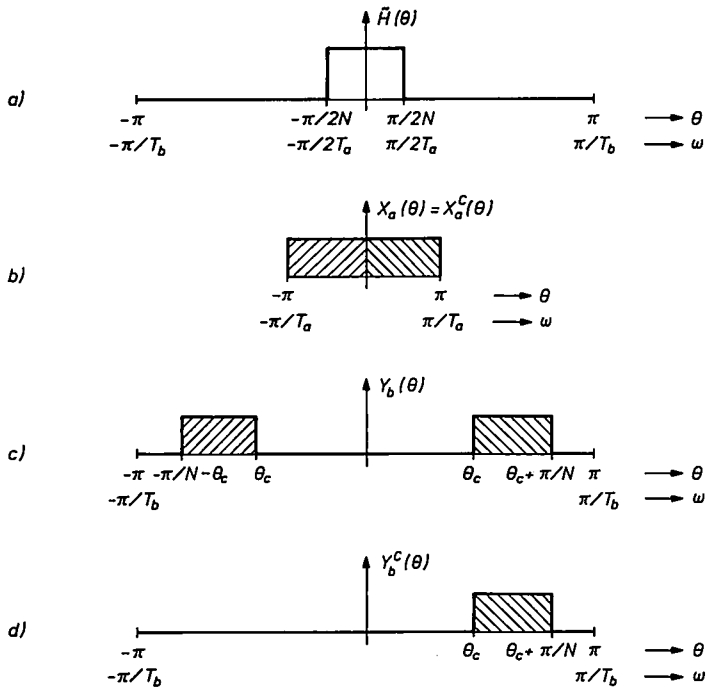 H̃(θ)
a)
-π -π/2N π/2N π → θ
-π/T_b -π/2T_a π/2T_a π/T_b → ω
X_a(θ) = X_a^C(θ)
b)
-π π → θ
-π/T_a π/T_a → ω
Y_b(θ)
c)
-π -π/N-θ_c θ_c θ_c θ_c+π/N π → θ
-π/T_b π/T_b → ω
Y_b^C(θ)
d)
-π θ_c θ_c+π/N π → θ
-π/T_b π/T_b → ω